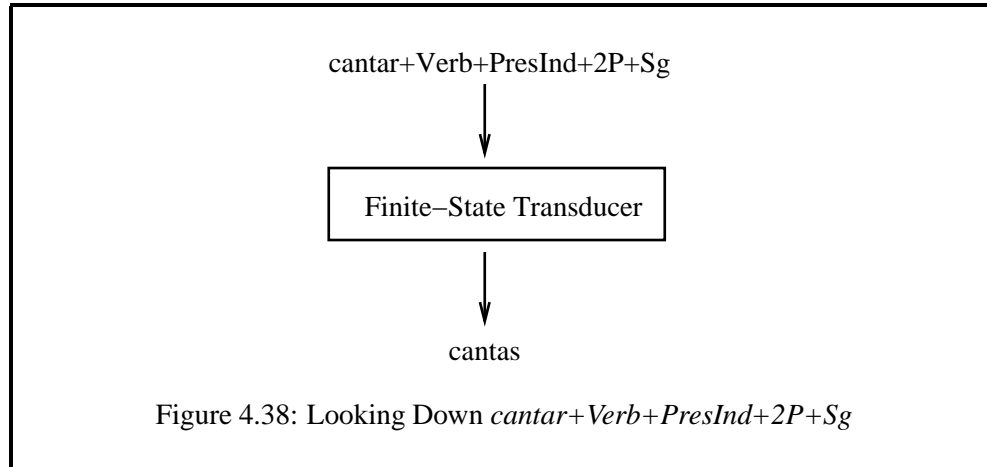 cantar+Verb+PresInd+2P+Sg
Finite−State Transducer
cantas
Figure 4.38: Looking Down cantar+Verb+PresInd+2P+Sg